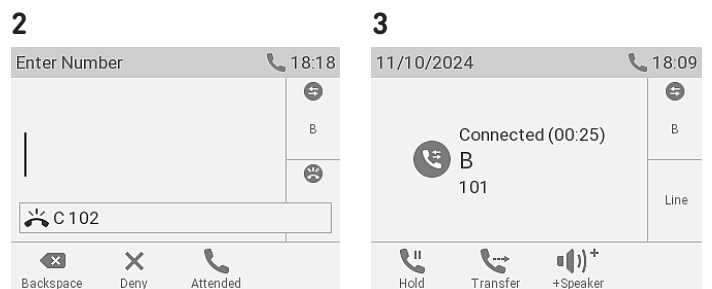 2
Enter Number 18:18
B
C 102
Backspace Deny Attended
3
11/10/2024 18:09
B
Connected (00:25)
B
101
Line
Hold Transfer +Speaker